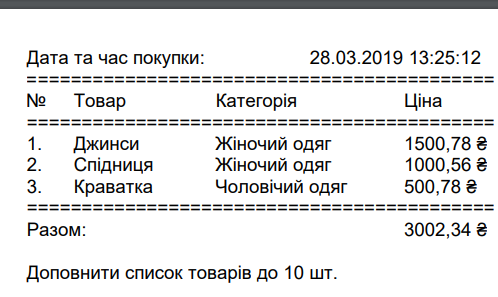 Дата та час покупки: 28.03.2019 13:25:12
==========================================
№ Товар Категорія Ціна
==========================================
1. Джинси Жіночий одяг 1500,78 ₴
2. Спідниця Жіночий одяг 1000,56 ₴
3. Краватка Чоловічий одяг 500,78 ₴
==========================================
Разом: 3002,34 ₴
Доповнити список товарів до 10 шт.